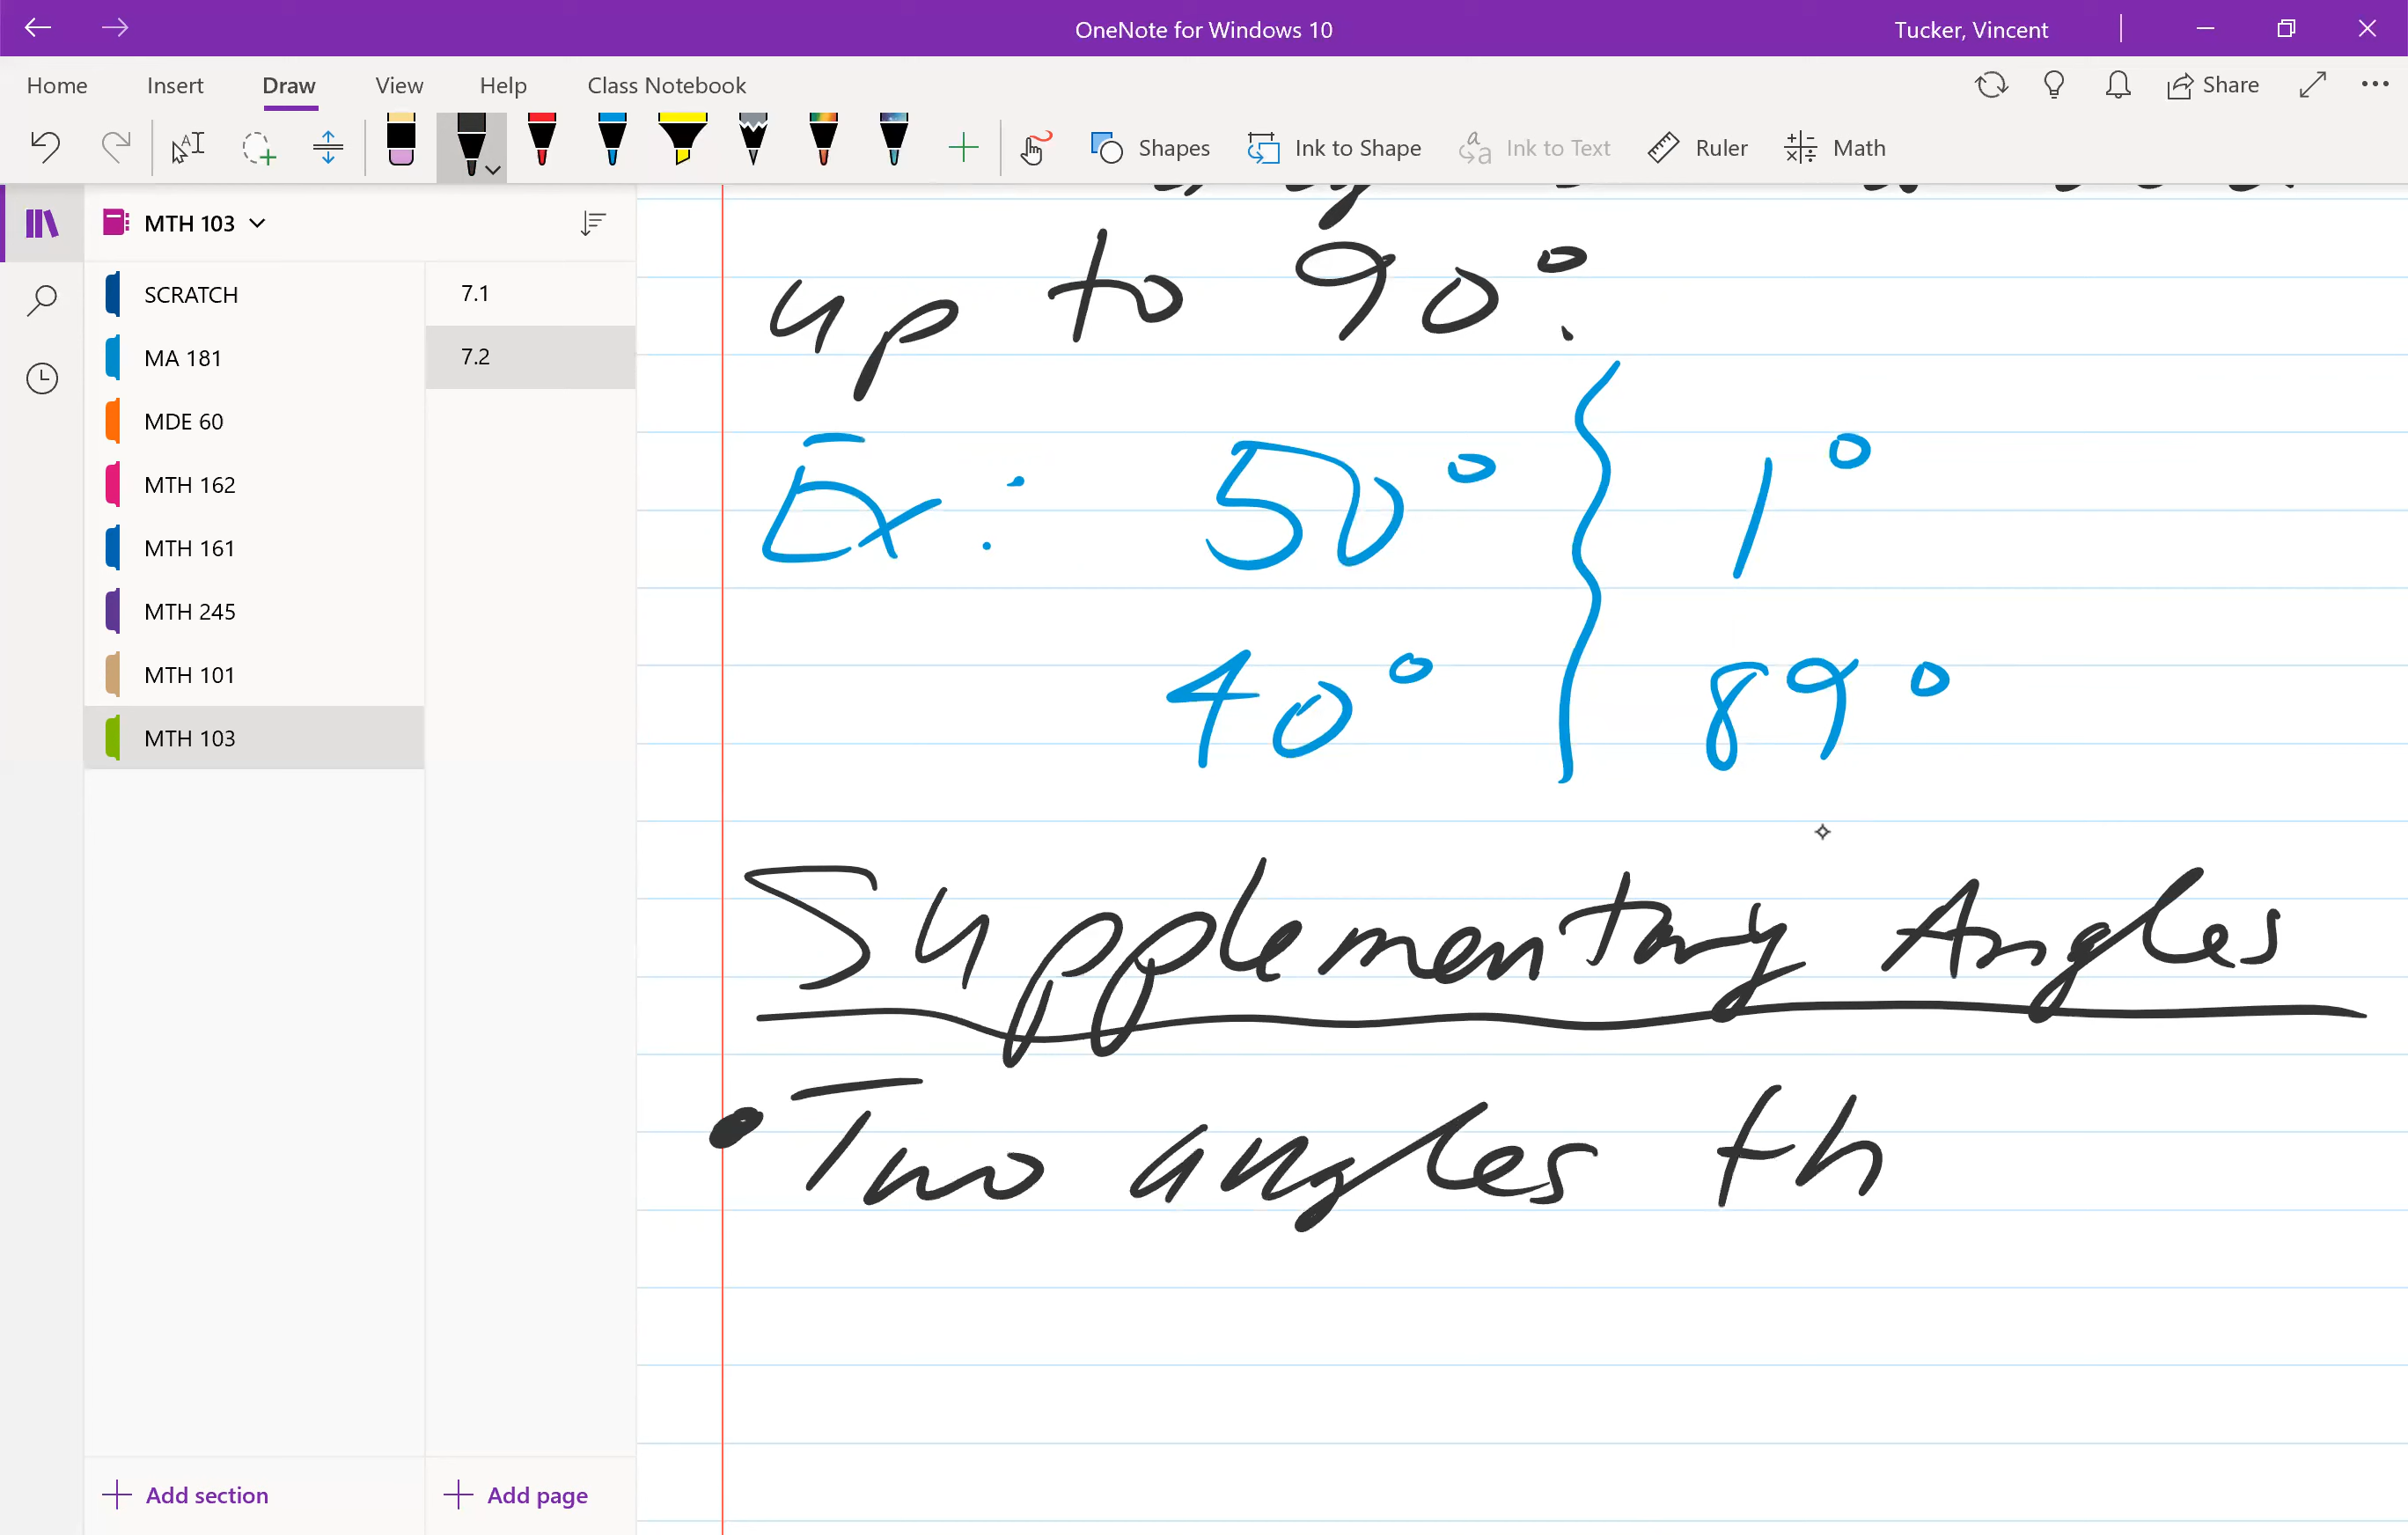 OneNote for Windows 10
Tucker, Vincent
Home Insert Draw View Help Class Notebook Share
Shapes Ink to Shape Ink to Text Ruler Math
MTH 103
SCRATCH
MA 181
MDE 60
MTH 162
MTH 161
MTH 245
MTH 101
MTH 103
7.1
7.2
up to 90°.
Ex: 50° 1°
40° 89°
Supplementary Angles
• Two angles th
Add section
Add page